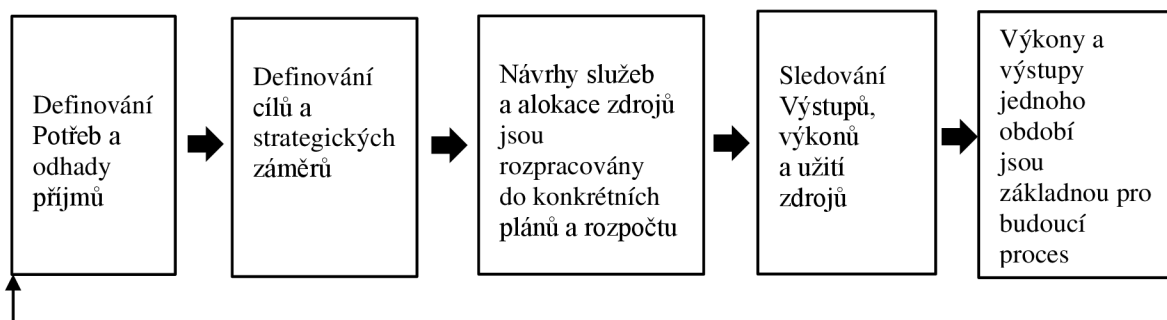 Definování
Potřeb a
odhady
příjmů
Definování
cílů a
strategických
záměrů
Návrhy služeb
a alokace zdrojů
jsou
rozpracovány
do konkrétních
plánů a rozpočtu
Sledování
Výstupů,
výkonů
a užití
zdrojů
Výkony a
výstupy
jednoho
období
jsou
základnou pro
budoucí
proces